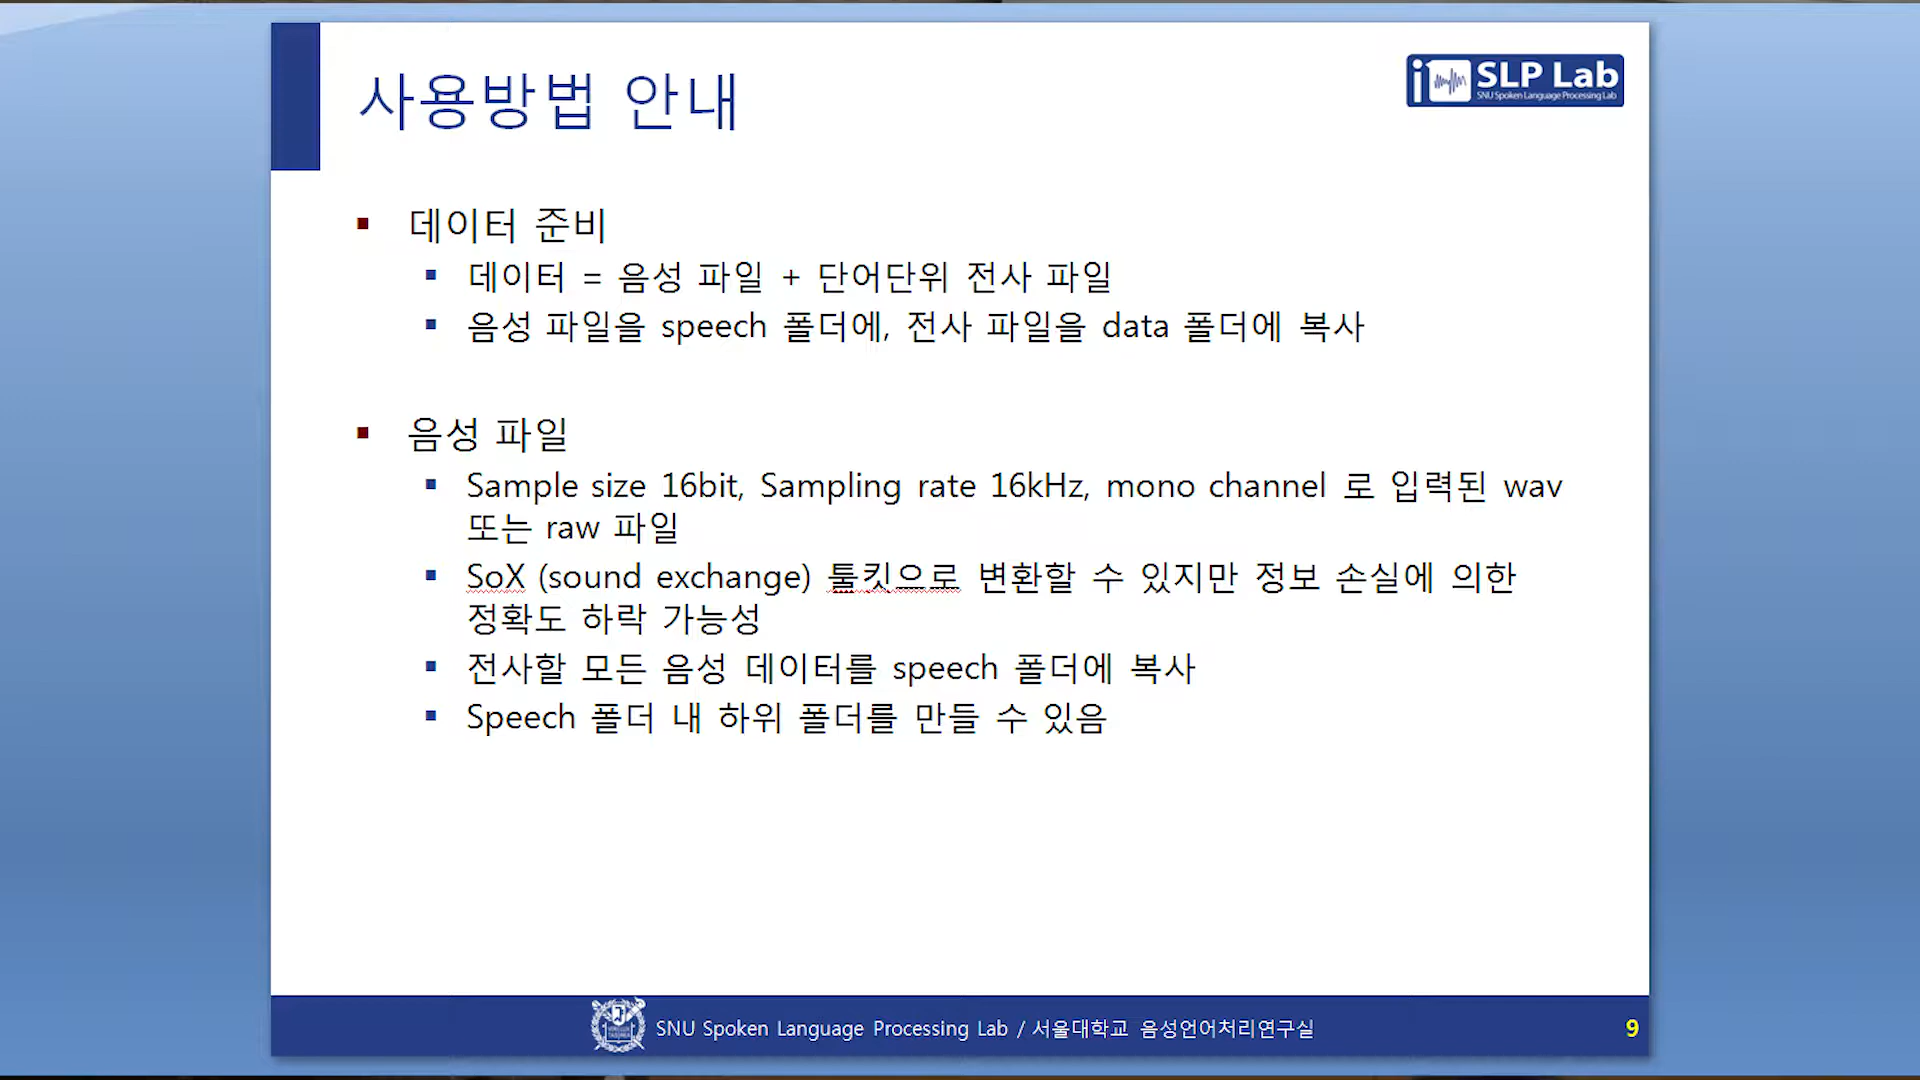 사용방법 안내
i SLP Lab
SNU Spoken Language Processing Lab
데이터 준비
데이터 = 음성 파일 + 단어단위 전사 파일
음성 파일을 speech 폴더에, 전사 파일을 data 폴더에 복사
음성 파일
Sample size 16bit, Sampling rate 16kHz, mono channel 로 입력된 wav
또는 raw 파일
SoX (sound exchange) 툴킷으로 변환할 수 있지만 정보 손실에 의한
정확도 하락 가능성
전사할 모든 음성 데이터를 speech 폴더에 복사
Speech 폴더 내 하위 폴더를 만들 수 있음
SNU Spoken Language Processing Lab / 서울대학교 음성언어처리연구실
9